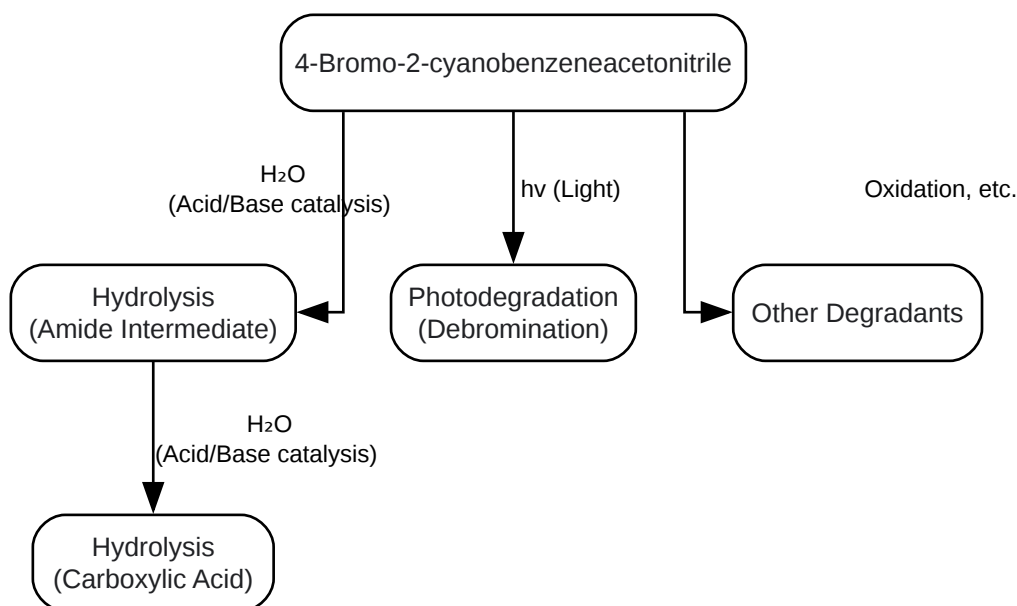 4-Bromo-2-cyanobenzeneacetonitrile
H₂O
(Acid/Base catalysis)
hv (Light)
Oxidation, etc.
Hydrolysis
(Amide Intermediate)
Photodegradation
(Debromination)
Other Degradants
H₂O
(Acid/Base catalysis)
Hydrolysis
(Carboxylic Acid)